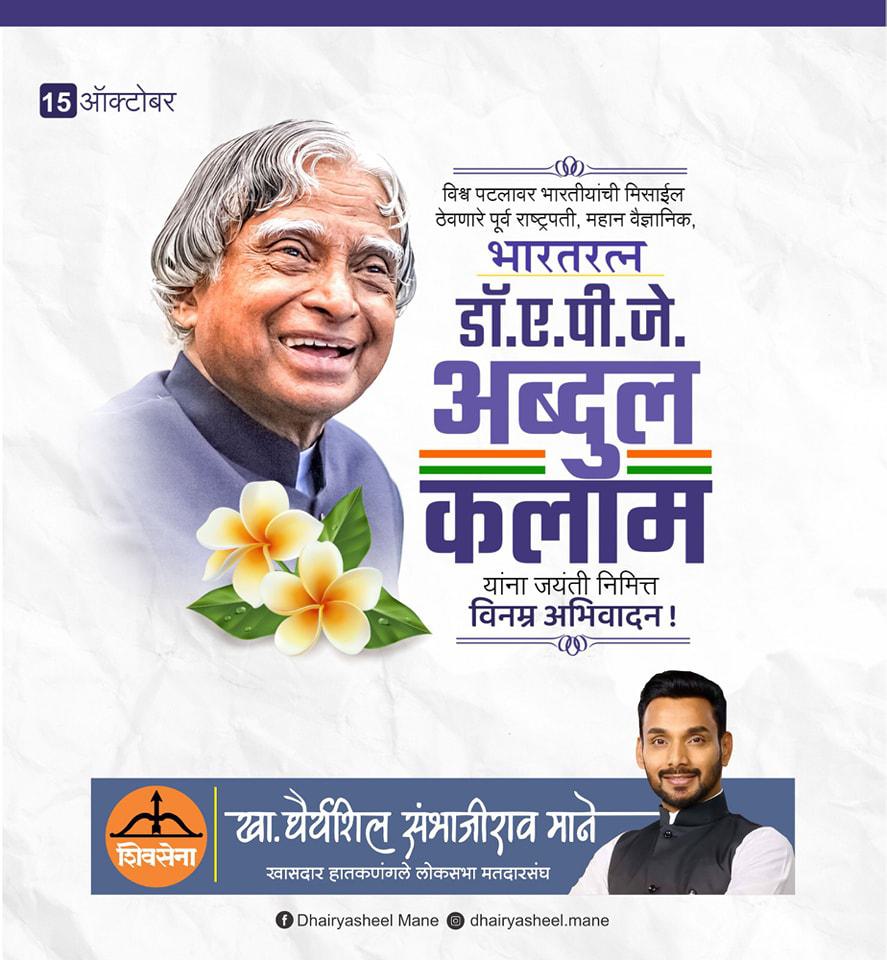 15 ऑक्टोबर
विश्व पटलावर भारतीयांची मिसाईल
ठेवणारे पूर्व राष्ट्रपती, महान वैज्ञानिक,
भारतरत्न
डॉ.ए.पी.जे.
अब्दुल
कलाम
यांना जयंती निमित्त
विनम्र अभिवादन !
शिवसेना
खा. धैर्यशिल संभाजीराव माने
खासदार हातकणंगले लोकसभा मतदारसंघ
Dhairyasheel Mane dhairyasheel.mane